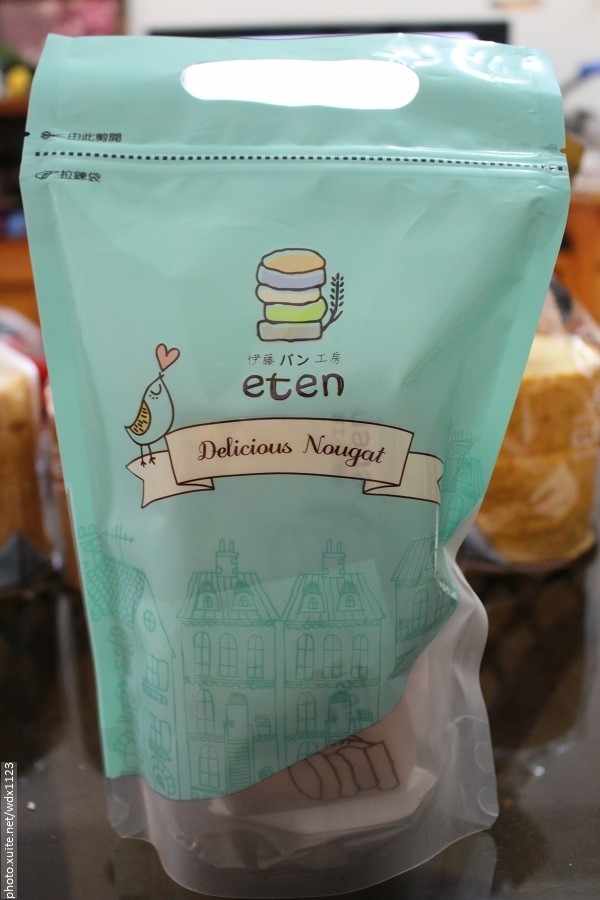 由此剪開
拉鍊袋
伊藤パン工房
eten
Delicious Nougat
photo.xuite.net/wdx1123